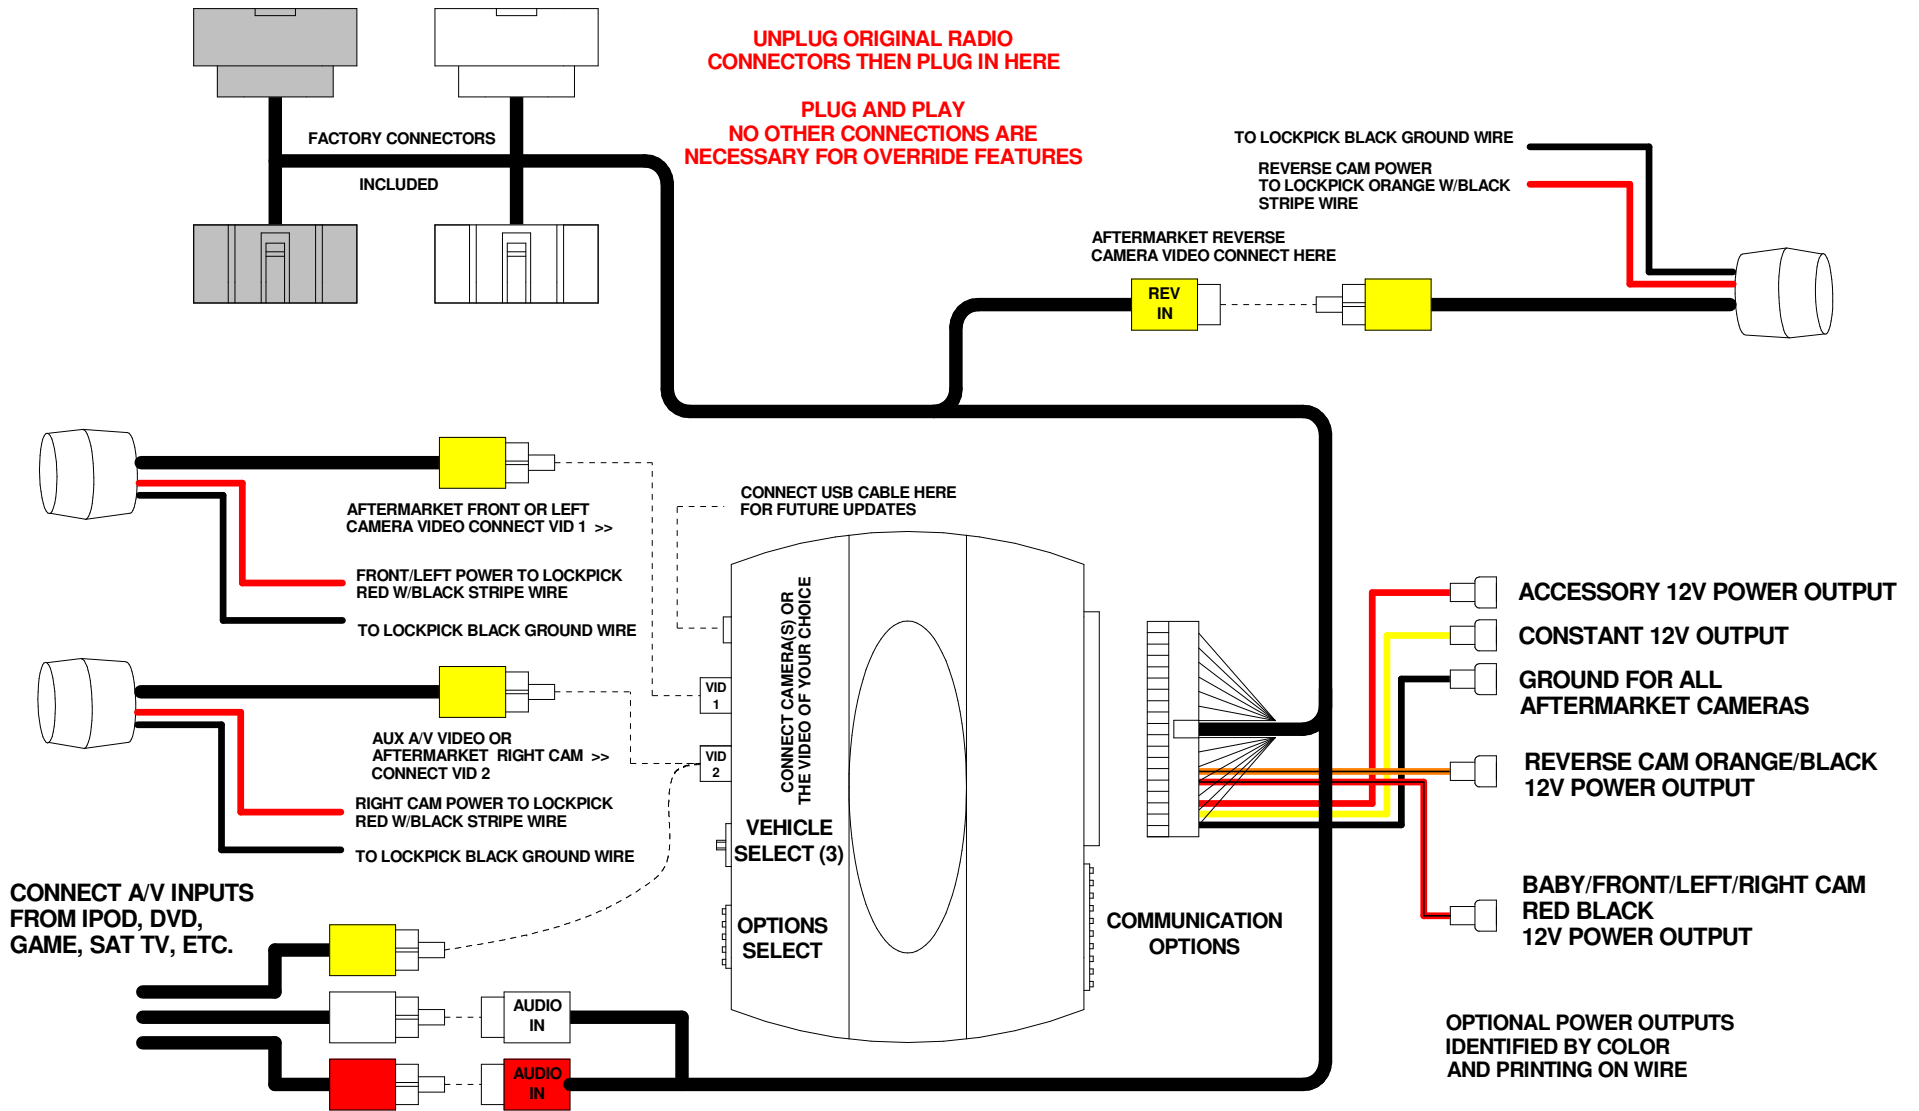 UNPLUG ORIGINAL RADIO
CONNECTORS THEN PLUG IN HERE
PLUG AND PLAY
NO OTHER CONNECTIONS ARE
NECESSARY FOR OVERRIDE FEATURES
FACTORY CONNECTORS
INCLUDED
TO LOCKPICK BLACK GROUND WIRE
REVERSE CAM POWER
TO LOCKPICK ORANGE W/BLACK
STRIPE WIRE
AFTERMARKET REVERSE
CAMERA VIDEO CONNECT HERE
REV
IN
AFTERMARKET FRONT OR LEFT
CAMERA VIDEO CONNECT VID 1 >>
FRONT/LEFT POWER TO LOCKPICK
RED W/BLACK STRIPE WIRE
TO LOCKPICK BLACK GROUND WIRE
CONNECT USB CABLE HERE
FOR FUTURE UPDATES
CONNECT CAMERA(S) OR
THE VIDEO OF YOUR CHOICE
VID
1
VID
2
AUX A/V VIDEO OR
AFTERMARKET RIGHT CAM >>
CONNECT VID 2
RIGHT CAM POWER TO LOCKPICK
RED W/BLACK STRIPE WIRE
TO LOCKPICK BLACK GROUND WIRE
VEHICLE
SELECT (3)
OPTIONS
SELECT
COMMUNICATION
OPTIONS
CONNECT A/V INPUTS
FROM IPOD, DVD,
GAME, SAT TV, ETC.
AUDIO
IN
AUDIO
IN
ACCESSORY 12V POWER OUTPUT
CONSTANT 12V OUTPUT
GROUND FOR ALL
AFTERMARKET CAMERAS
REVERSE CAM ORANGE/BLACK
12V POWER OUTPUT
BABY/FRONT/LEFT/RIGHT CAM
RED BLACK
12V POWER OUTPUT
OPTIONAL POWER OUTPUTS
IDENTIFIED BY COLOR
AND PRINTING ON WIRE